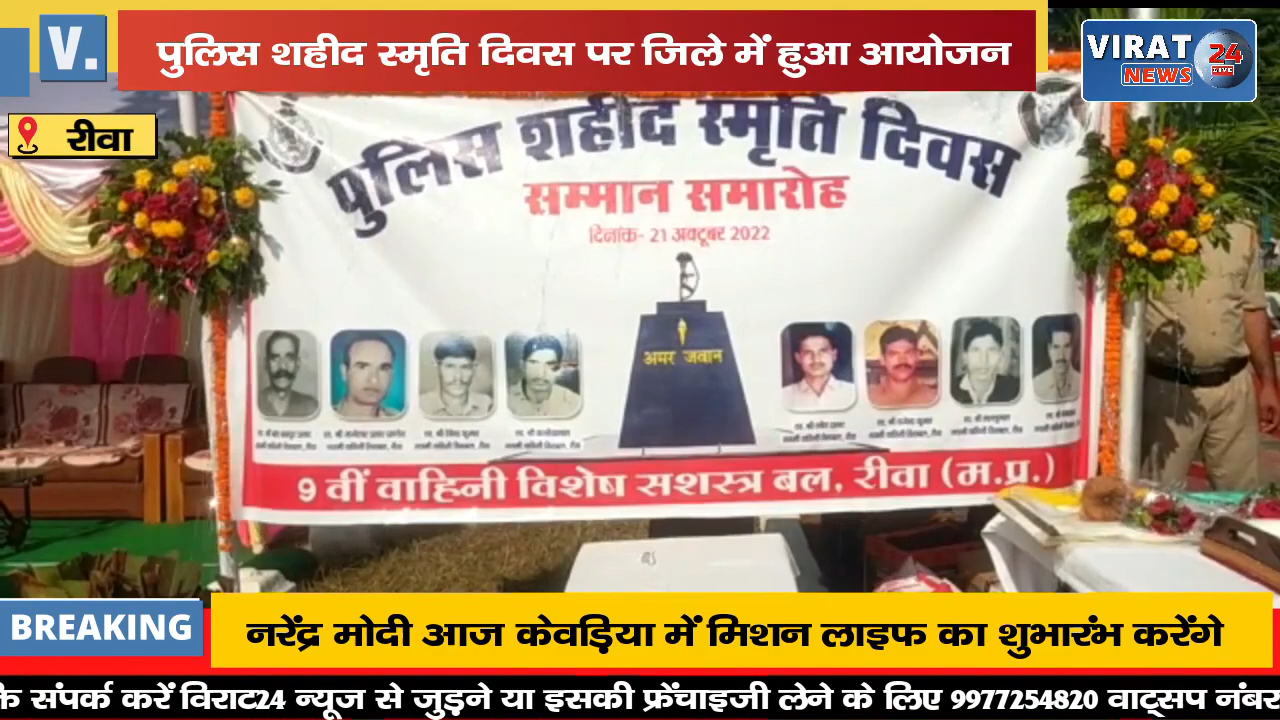 V.
पुलिस शहीद स्मृति दिवस पर जिले में हुआ आयोजन
VIRAT 24
NEWS LIVE
रीवा
पुलिस शहीद स्मृति दिवस
सम्मान समारोह
दिनांक- 21 अक्टूबर 2022
अमर जवान
9 वीं वाहिनी विशेष सशस्त्र बल, रीवा (म.प्र.)
BREAKING
नरेंद्र मोदी आज केवड़िया में मिशन लाइफ का शुभारंभ करेंगे
संपर्क करें विराट24 न्यूज से जुड़ने या इसकी फ्रेंचाइजी लेने के लिए 9977254820 वाट्सप नंबर